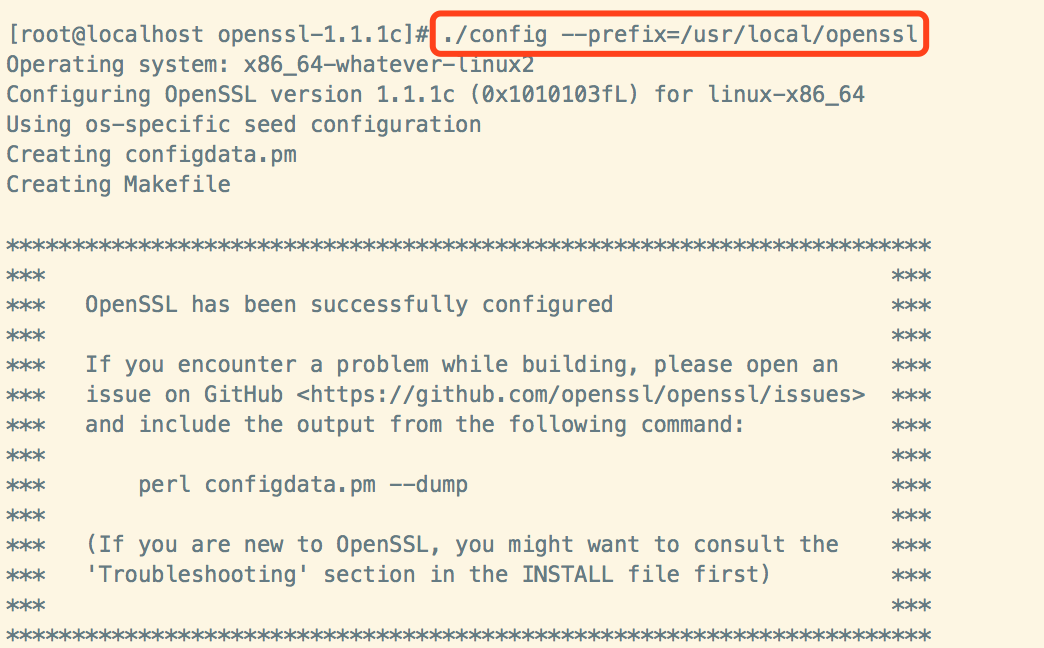 [root@localhost openssl-1.1.1c]# ./config --prefix=/usr/local/openssl
Operating system: x86_64-whatever-linux2
Configuring OpenSSL version 1.1.1c (0x1010103fL) for linux-x86_64
Using os-specific seed configuration
Creating configdata.pm
Creating Makefile
**********************************************************************
***                                                                ***
***   OpenSSL has been successfully configured                     ***
***                                                                ***
***   If you encounter a problem while building, please open an    ***
***   issue on GitHub <https://github.com/openssl/openssl/issues>  ***
***   and include the output from the following command:           ***
***                                                                ***
***       perl configdata.pm --dump                                ***
***                                                                ***
***   (If you are new to OpenSSL, you might want to consult the    ***
***   'Troubleshooting' section in the INSTALL file first)         ***
***                                                                ***
**********************************************************************